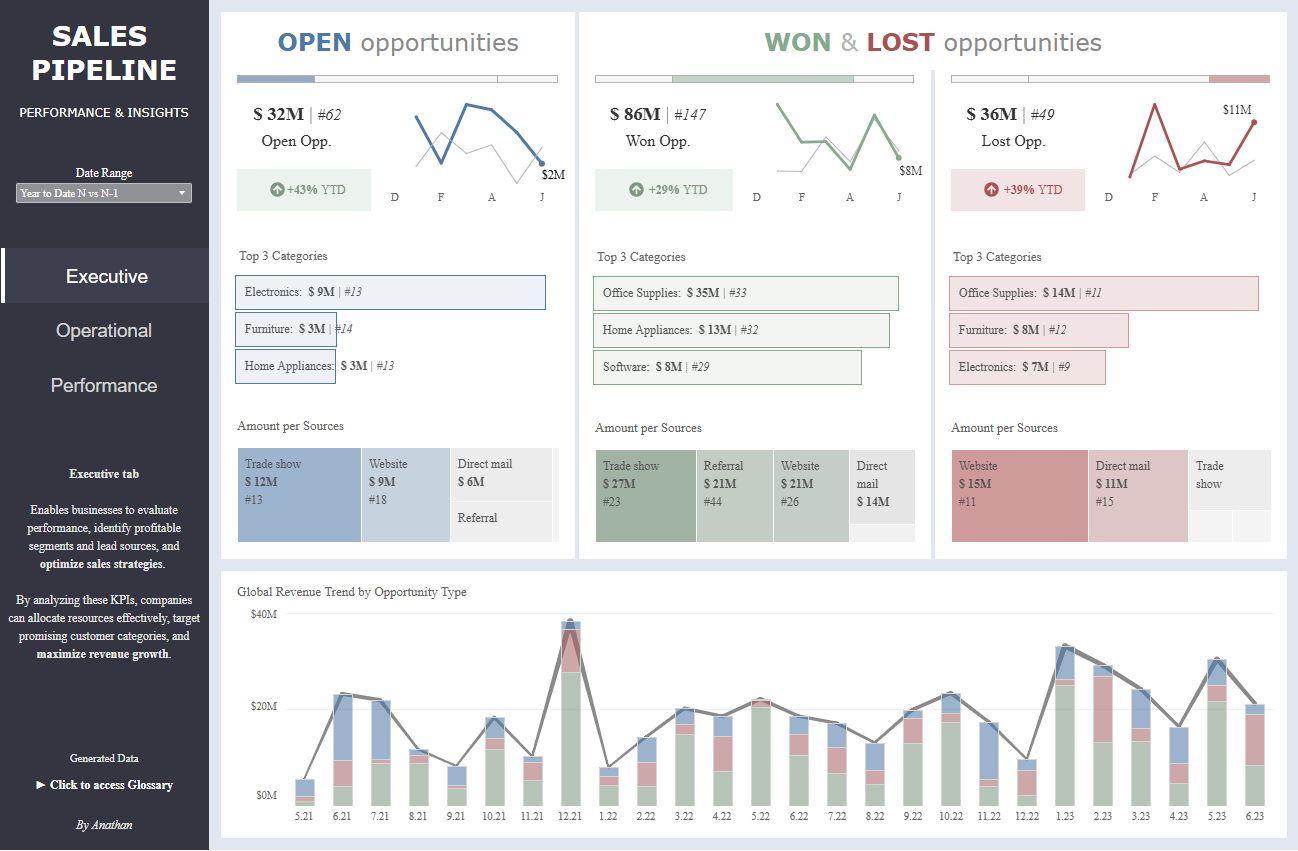 SALES
PIPELINE
PERFORMANCE & INSIGHTS
Date Range
Year to Date N vs N-1
Executive
Operational
Performance
Executive tab
Enables businesses to evaluate
performance, identify profitable
segments and lead sources, and
optimize sales strategies.
By analyzing these KPIs, companies
can allocate resources effectively, target
promising customer categories, and
maximize revenue growth.
Generated Data
► Click to access Glossary
By Anathan
OPEN opportunities
$ 32M | #62
Open Opp.
+43% YTD
$2M
D F A J
Top 3 Categories
Electronics: $ 9M | #13
Furniture: $ 3M | #14
Home Appliances: $ 3M | #13
Amount per Sources
Trade show
$ 12M
#13
Website
$ 9M
#18
Direct mail
$ 6M
Referral
WON & LOST opportunities
$ 86M | #147
Won Opp.
+29% YTD
$8M
D F A J
Top 3 Categories
Office Supplies: $ 35M | #33
Home Appliances: $ 13M | #32
Software: $ 8M | #29
Amount per Sources
Trade show
$ 27M
#23
Referral
$ 21M
#44
Website
$ 21M
#26
Direct
mail
$ 14M
$ 36M | #49
Lost Opp.
+39% YTD
$11M
D F A J
Top 3 Categories
Office Supplies: $ 14M | #11
Furniture: $ 8M | #12
Electronics: $ 7M | #9
Amount per Sources
Website
$ 15M
#11
Direct mail
$ 11M
#15
Trade
show
Global Revenue Trend by Opportunity Type
$40M
$20M
$0M
5.21 6.21 7.21 8.21 9.21 10.21 11.21 12.21 1.22 2.22 3.22 4.22 5.22 6.22 7.22 8.22 9.22 10.22 11.22 12.22 1.23 2.23 3.23 4.23 5.23 6.23